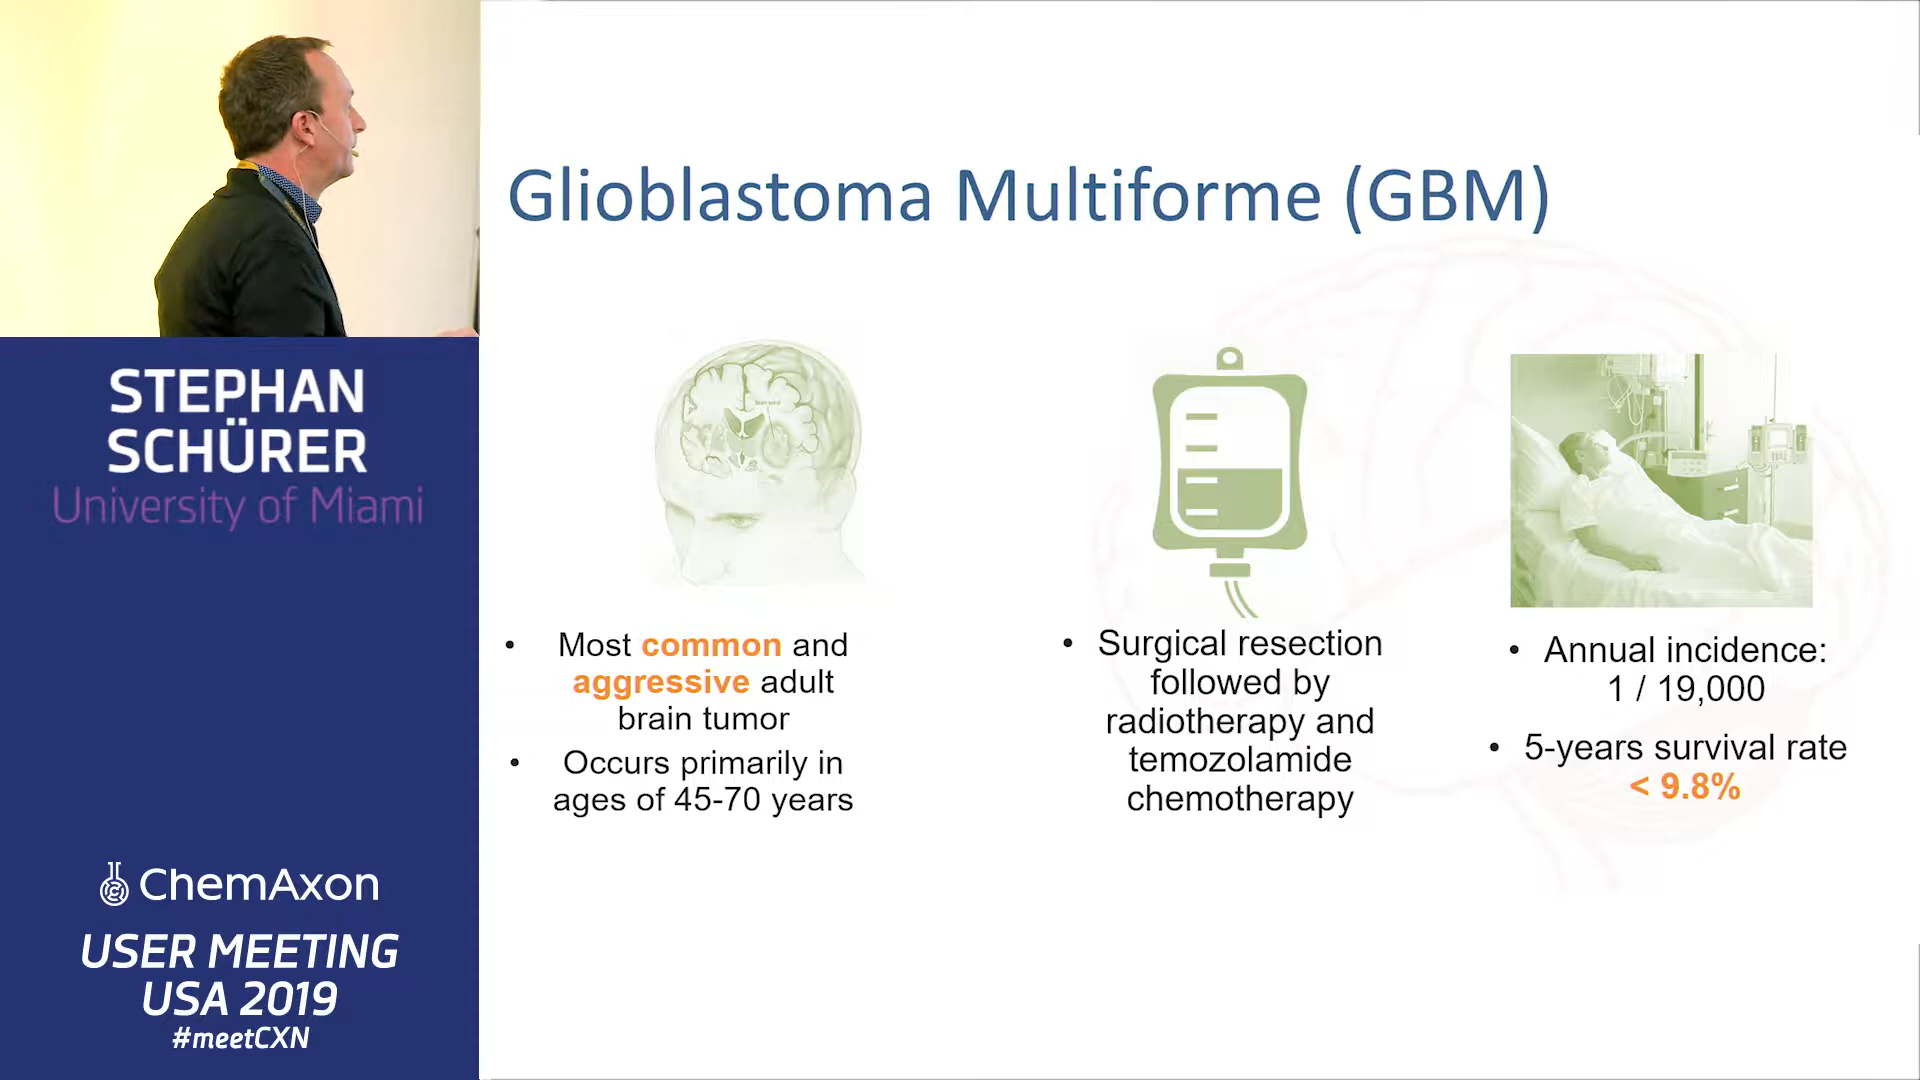 STEPHAN
SCHÜRER
University of Miami
ChemAxon
USER MEETING
USA 2019
#meetCXN
Glioblastoma Multiforme (GBM)
• Most common and
aggressive adult
brain tumor
• Occurs primarily in
ages of 45-70 years
• Surgical resection
followed by
radiotherapy and
temozolamide
chemotherapy
• Annual incidence:
1 / 19,000
• 5-years survival rate
< 9.8%